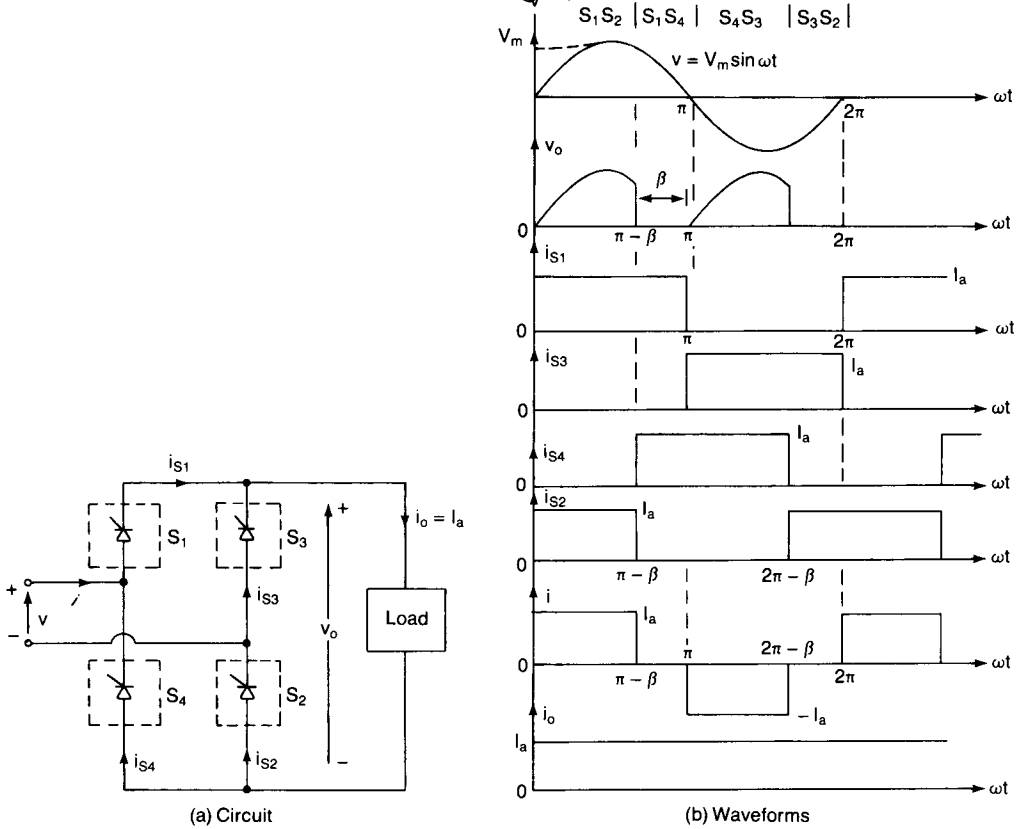 S1S2 | S1S4 | S4S3 | S3S2 |
Vm
v = Vm sin ωt
π
2π
ωt
vo
β
0
π − β
π
2π
ωt
iS1
Ia
0
π
2π
ωt
iS3
Ia
0
ωt
iS4
Ia
0
ωt
iS2
Ia
0
π − β
2π − β
ωt
i
Ia
π
2π − β
0
π − β
2π
ωt
− Ia
io
Ia
0
ωt
iS1
S1
S3
+
io = Ia
+
v
−
iS3
vo
Load
S4
S2
iS4
iS2
−
(a) Circuit
(b) Waveforms